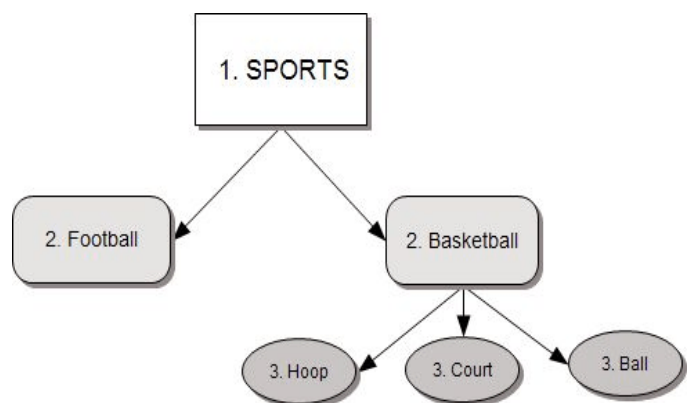 1. SPORTS
2. Football
2. Basketball
3. Hoop
3. Court
3. Ball